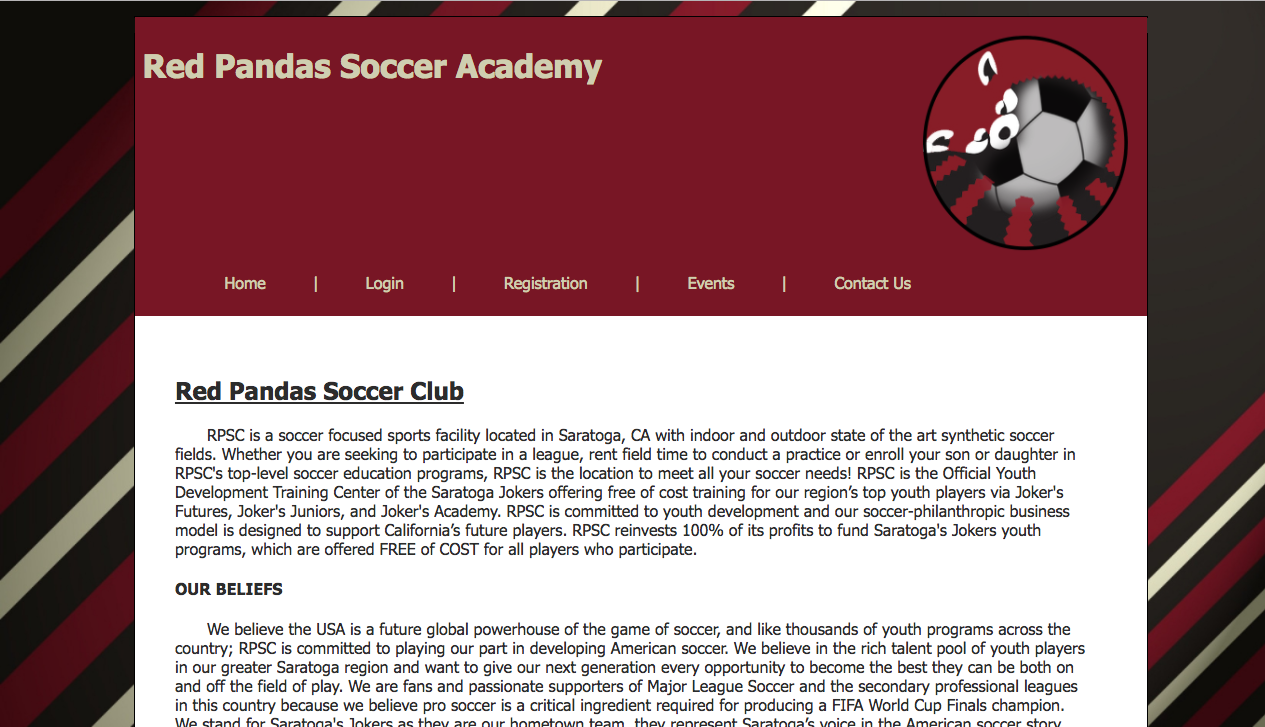 Red Pandas Soccer Academy
Home | Login | Registration | Events | Contact Us
Red Pandas Soccer Club
RPSC is a soccer focused sports facility located in Saratoga, CA with indoor and outdoor state of the art synthetic soccer
fields. Whether you are seeking to participate in a league, rent field time to conduct a practice or enroll your son or daughter in
RPSC's top-level soccer education programs, RPSC is the location to meet all your soccer needs! RPSC is the Official Youth
Development Training Center of the Saratoga Jokers offering free of cost training for our region’s top youth players via Joker's
Futures, Joker's Juniors, and Joker's Academy. RPSC is committed to youth development and our soccer-philanthropic business
model is designed to support California’s future players. RPSC reinvests 100% of its profits to fund Saratoga's Jokers youth
programs, which are offered FREE of COST for all players who participate.
OUR BELIEFS
We believe the USA is a future global powerhouse of the game of soccer, and like thousands of youth programs across the
country; RPSC is committed to playing our part in developing American soccer. We believe in the rich talent pool of youth players
in our greater Saratoga region and want to give our next generation every opportunity to become the best they can be both on
and off the field of play. We are fans and passionate supporters of Major League Soccer and the secondary professional leagues
in this country because we believe pro soccer is a critical ingredient required for producing a FIFA World Cup Finals champion.
We stand for Saratoga's Jokers as they are our hometown team, they represent Saratoga’s voice in the American soccer story